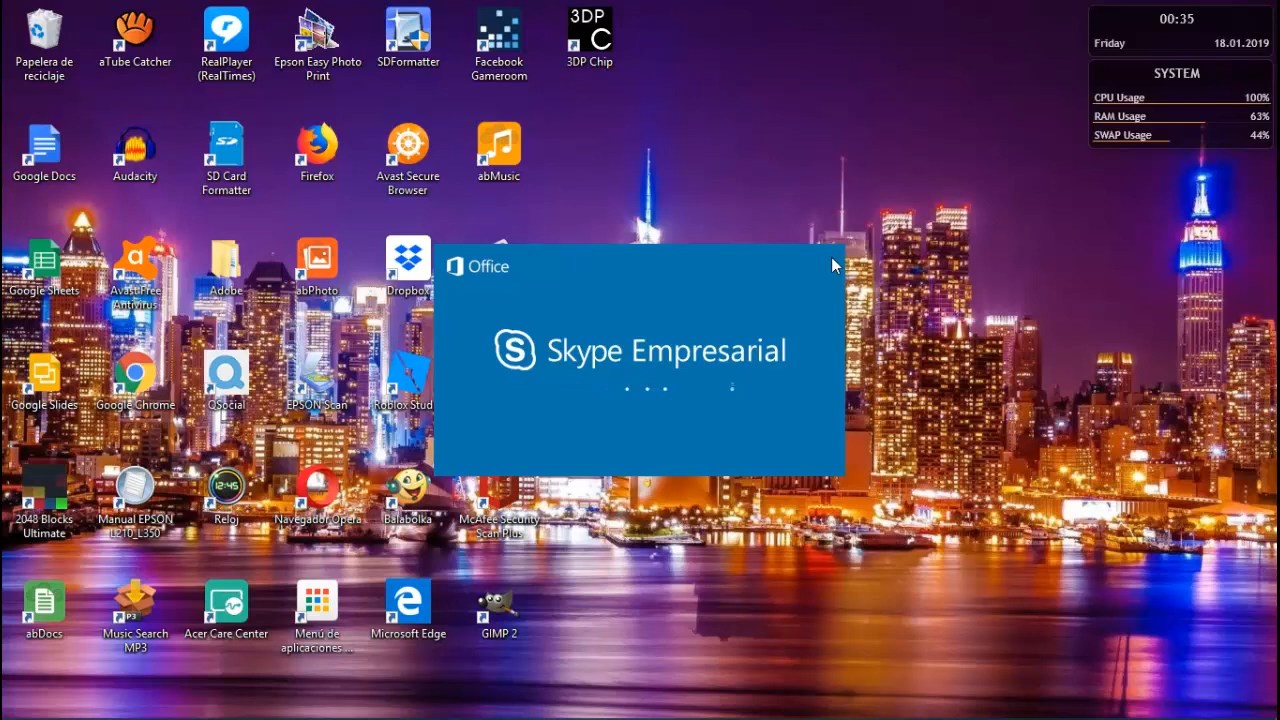 Papelera de
reciclaje
aTube Catcher
RealPlayer
(RealTimes)
Epson Easy Photo
Print
SDFormatter
Facebook
Gameroom
3DP
C
3DP Chip
00:35
Friday 18.01.2019
SYSTEM
CPU Usage 100%
RAM Usage 63%
SWAP Usage 44%
Google Docs
Audacity
SD Card
Formatter
Firefox
Avast Secure
Browser
abMusic
Google Sheets
Avast Free
Antivirus
Adobe
abPhoto
Dropbox
Office
Skype Empresarial
Google Slides
Google Chrome
QSocial
EPSON Scan
Roblox Stud
2048 Blocks
Ultimate
Manual EPSON
L210_L350
12:45
Reloj
Navegador Opera
Balabolka
McAfee Security
Scan Plus
abDocs
P3
Music Search
MP3
Acer Care Center
Menú de
aplicaciones ...
Microsoft Edge
GIMP 2